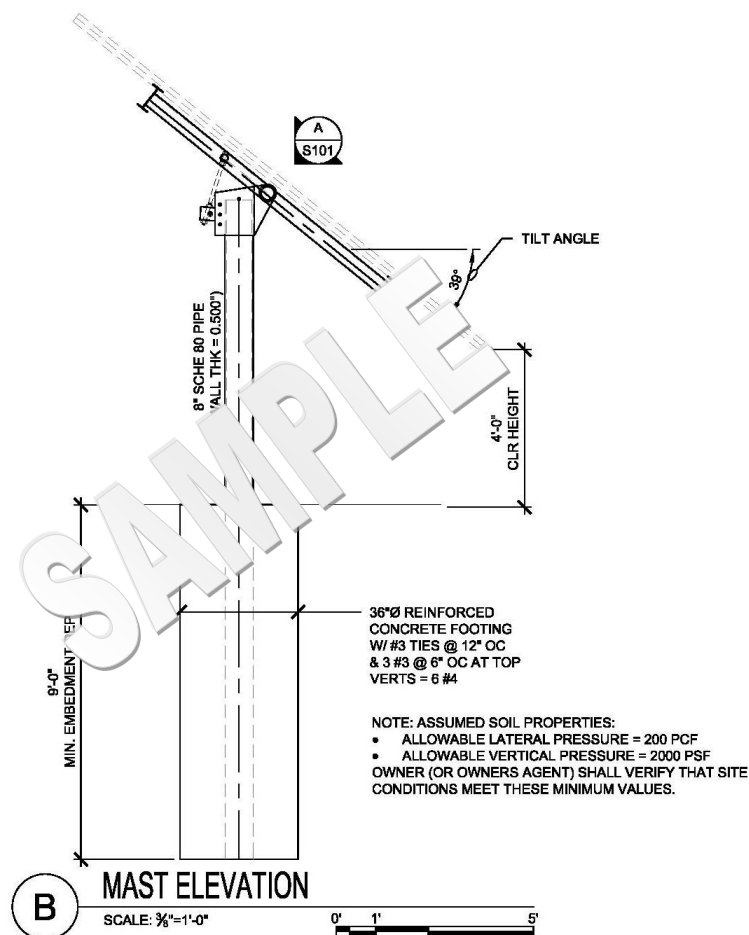 A
S101
TILT ANGLE
39°
8" SCHE 80 PIPE
WALL THK = 0.500")
4'-0"
CLR HEIGHT
SAMPLE
9'-0"
MIN. EMBEDMENT
36"Ø REINFORCED
CONCRETE FOOTING
W/ #3 TIES @ 12" OC
& 3 #3 @ 6" OC AT TOP
VERTS = 6 #4
NOTE: ASSUMED SOIL PROPERTIES:
• ALLOWABLE LATERAL PRESSURE = 200 PCF
• ALLOWABLE VERTICAL PRESSURE = 2000 PSF
OWNER (OR OWNERS AGENT) SHALL VERIFY THAT SITE
CONDITIONS MEET THESE MINIMUM VALUES.
B
MAST ELEVATION
SCALE: ⅜"=1'-0"
0' 1' 5'